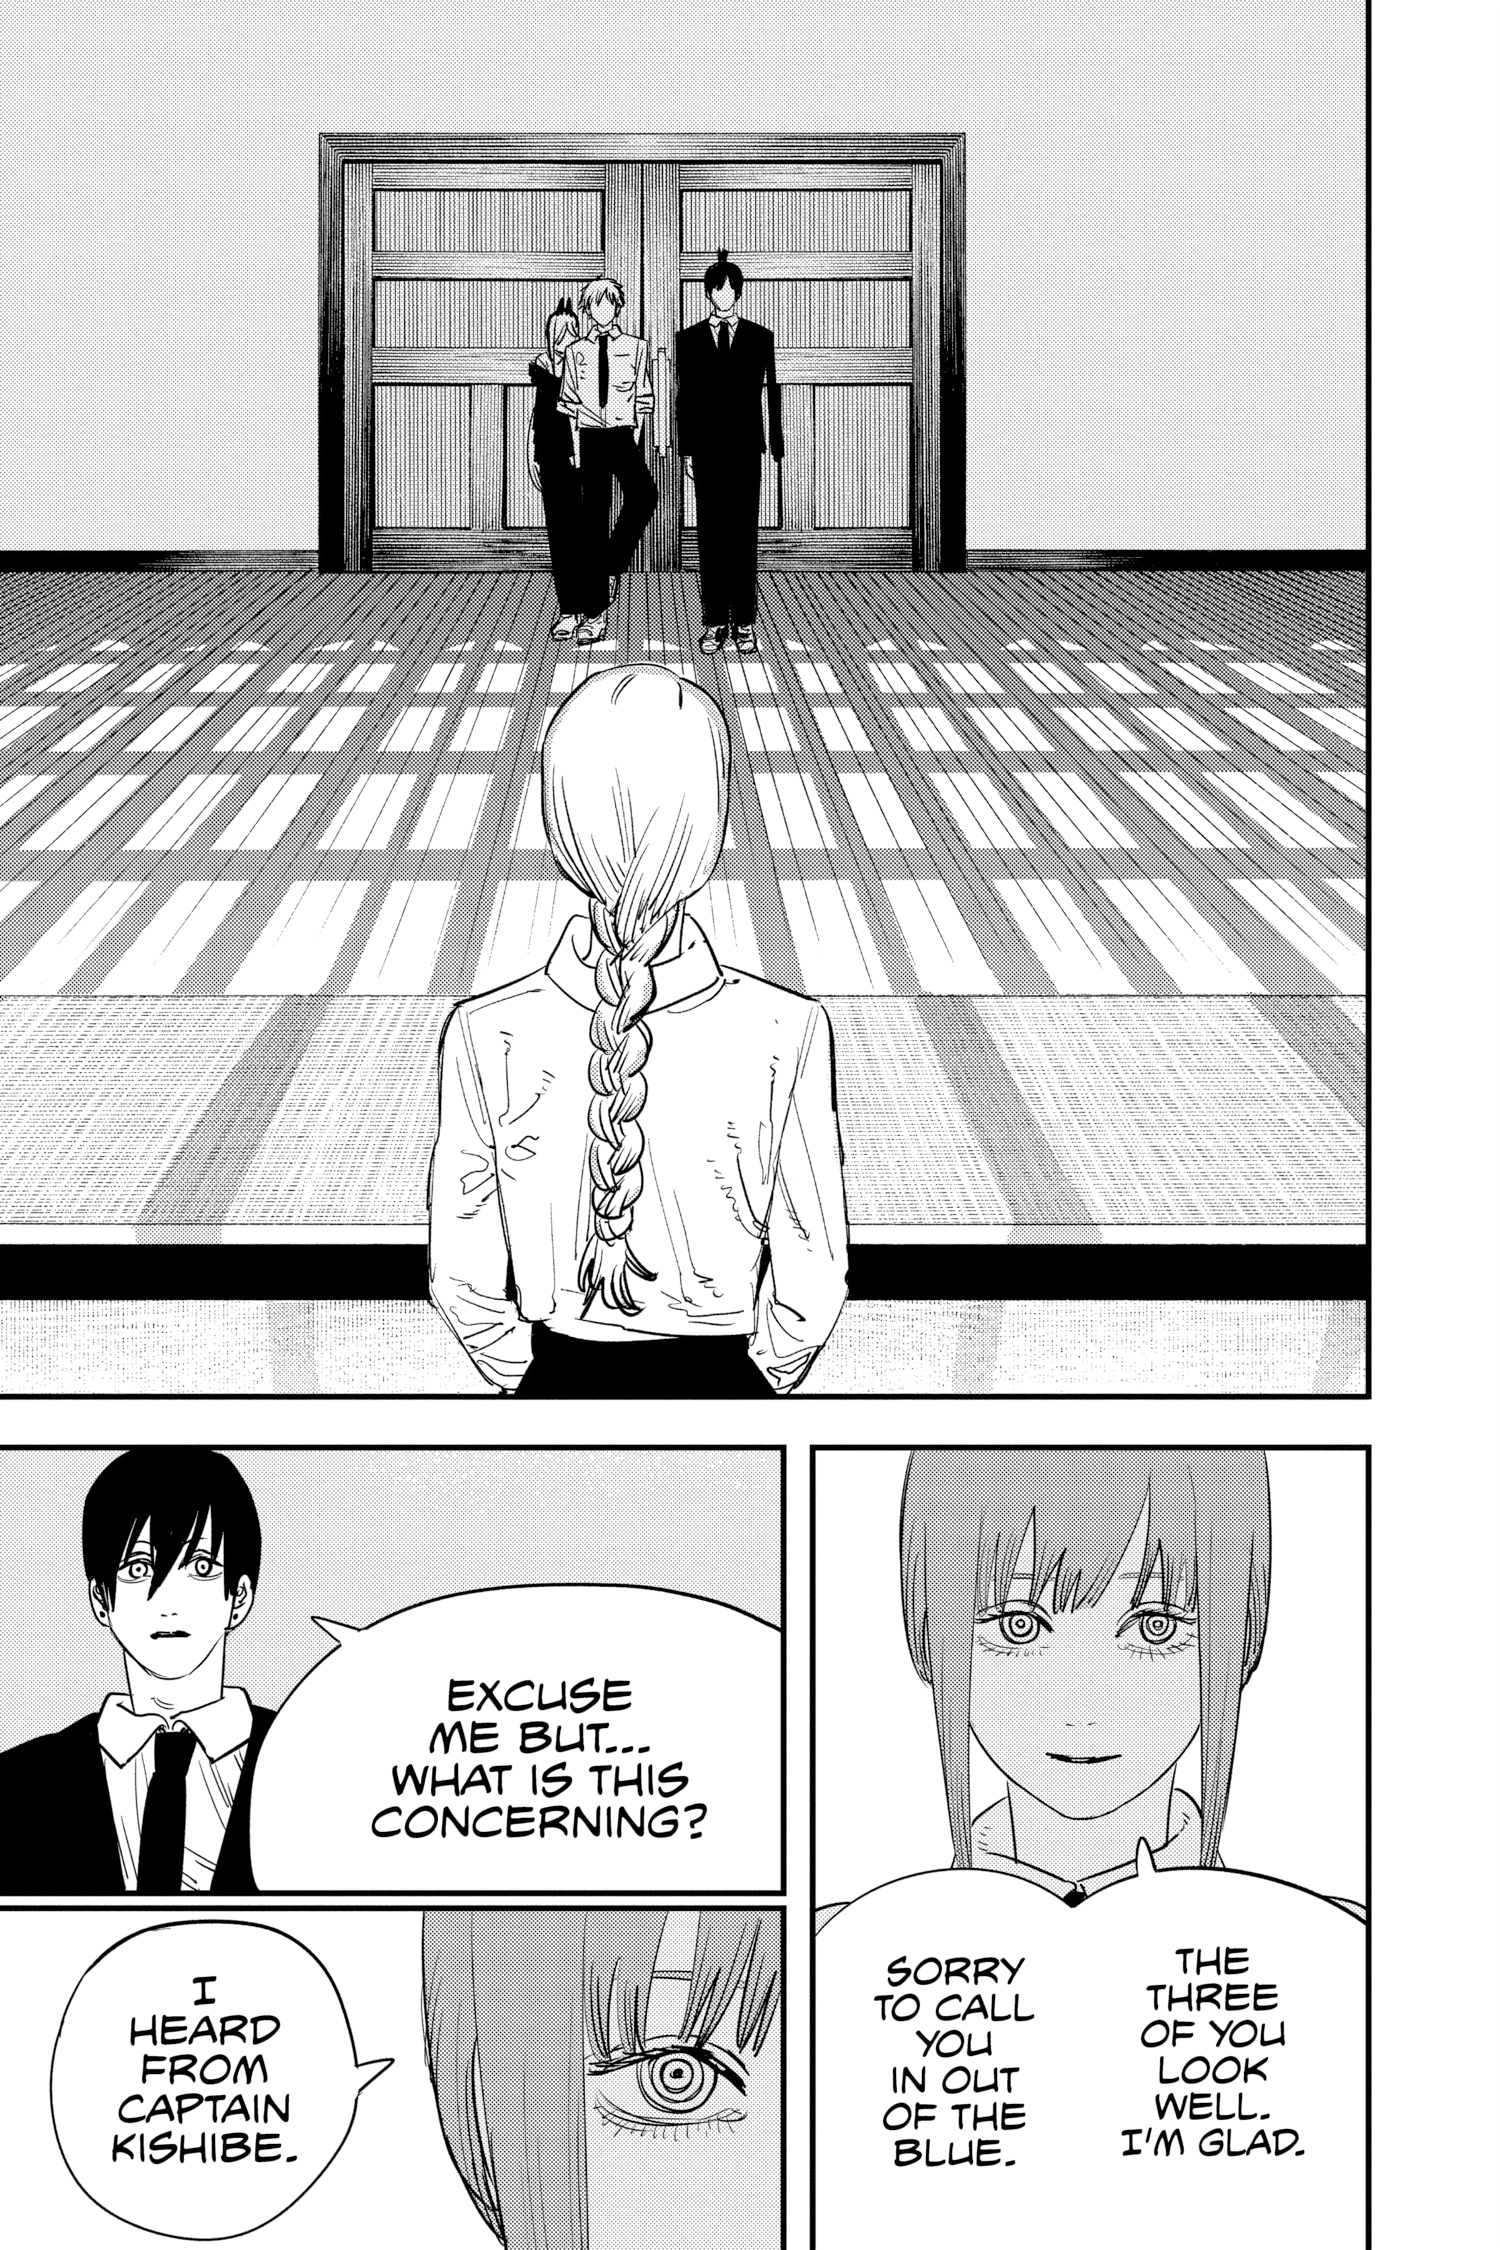 THE
THREE
OF YOU
LOOK
WELL.
I'M GLAD.
SORRY
TO CALL
YOU
IN OUT
OF THE
BLUE.
EXCUSE
ME BUT...
WHAT IS THIS
CONCERNING?
I
HEARD
FROM
CAPTAIN
KISHIBE.